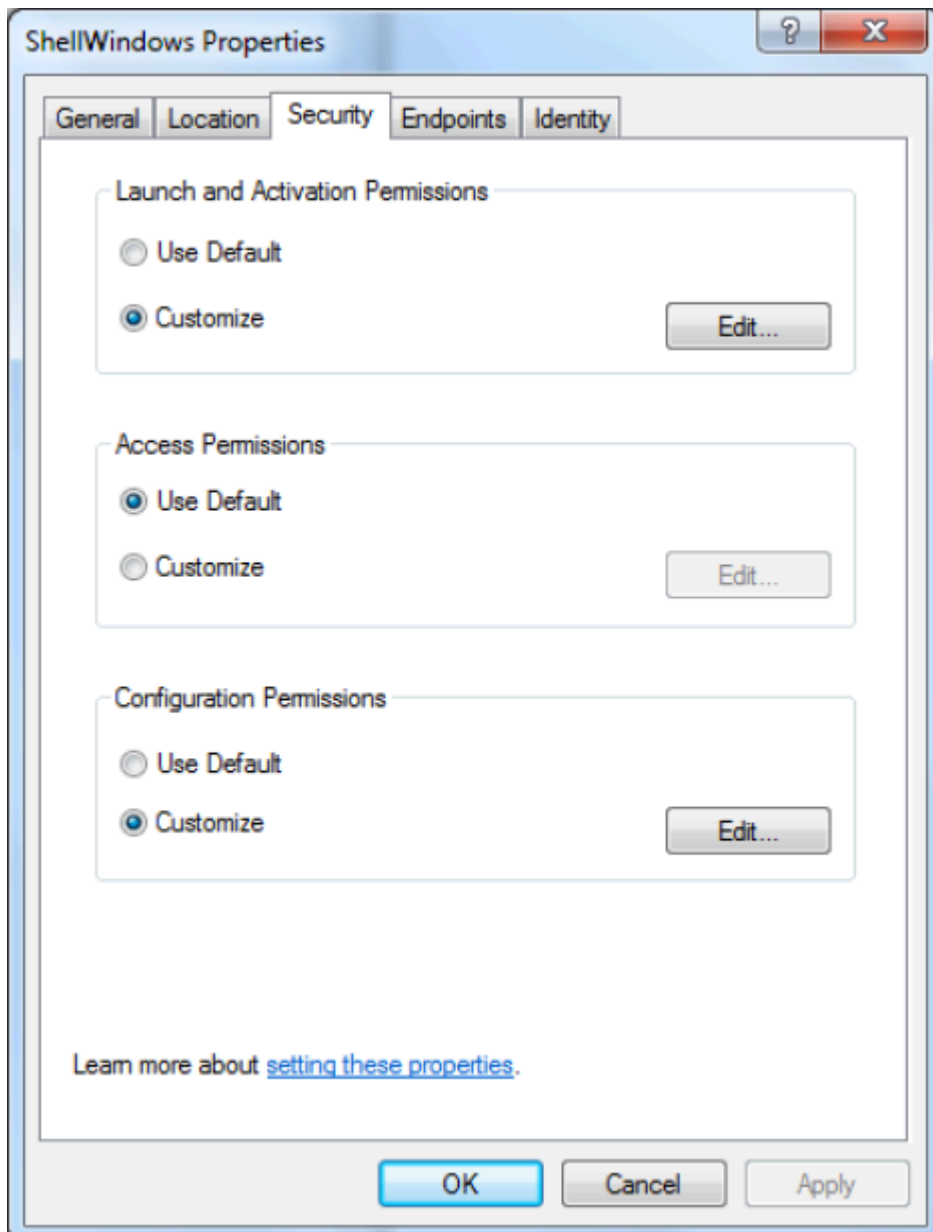 ShellWindows Properties
General Location Security Endpoints Identity
Launch and Activation Permissions
Use Default
Customize
Edit...
Access Permissions
Use Default
Customize
Edit...
Configuration Permissions
Use Default
Customize
Edit...
Learn more about setting these properties.
OK Cancel Apply